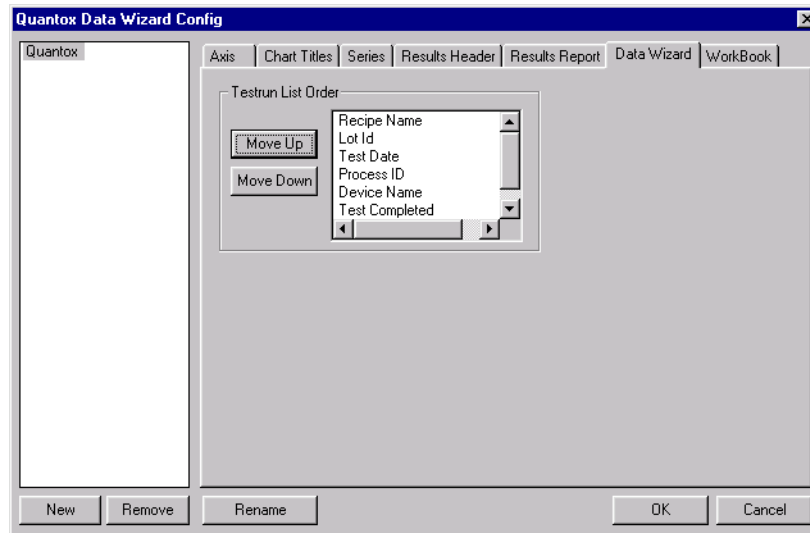 Quantox Data Wizard Config
Quantox
Axis
Chart Titles
Series
Results Header
Results Report
Data Wizard
WorkBook
Testrun List Order
Move Up
Move Down
Recipe Name
Lot Id
Test Date
Process ID
Device Name
Test Completed
New
Remove
Rename
OK
Cancel